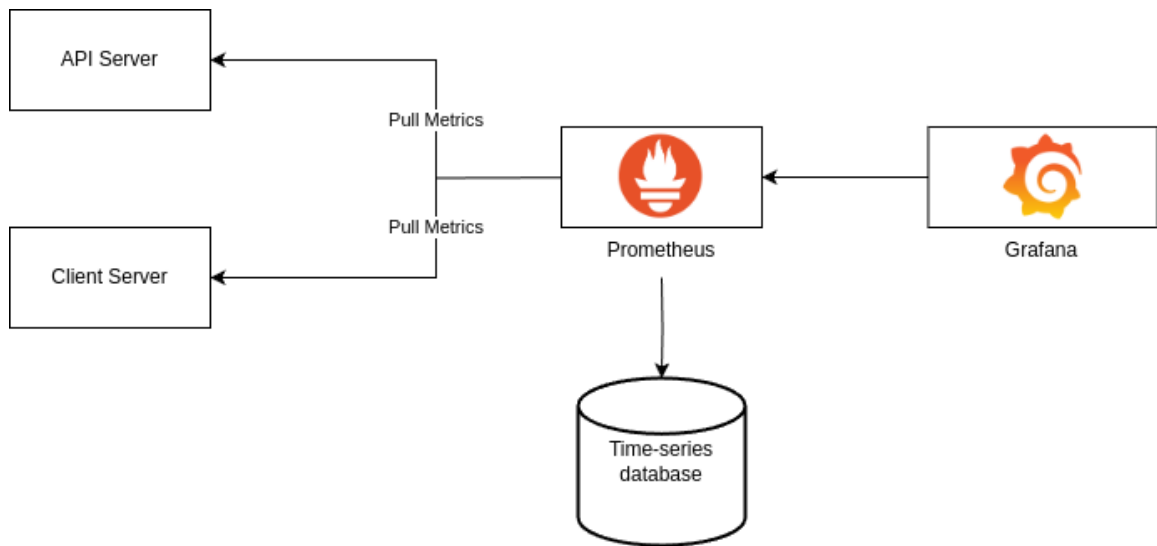 API Server
Pull Metrics
Prometheus
Grafana
Pull Metrics
Client Server
Time-series
database